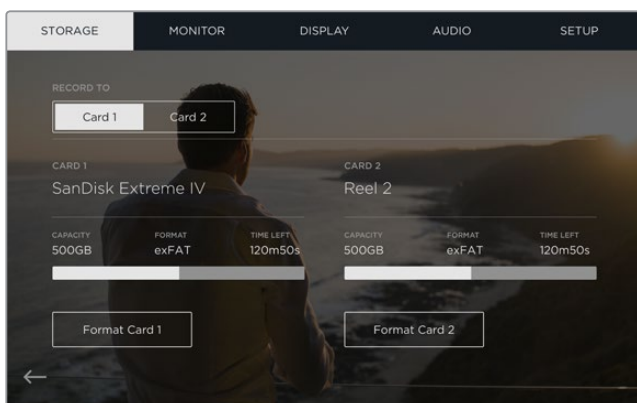 STORAGE MONITOR DISPLAY AUDIO SETUP
RECORD TO
Card 1 Card 2
CARD 1 CARD 2
SanDisk Extreme IV Reel 2
CAPACITY FORMAT TIME LEFT CAPACITY FORMAT TIME LEFT
500GB exFAT 120m50s 500GB exFAT 120m50s
Format Card 1 Format Card 2